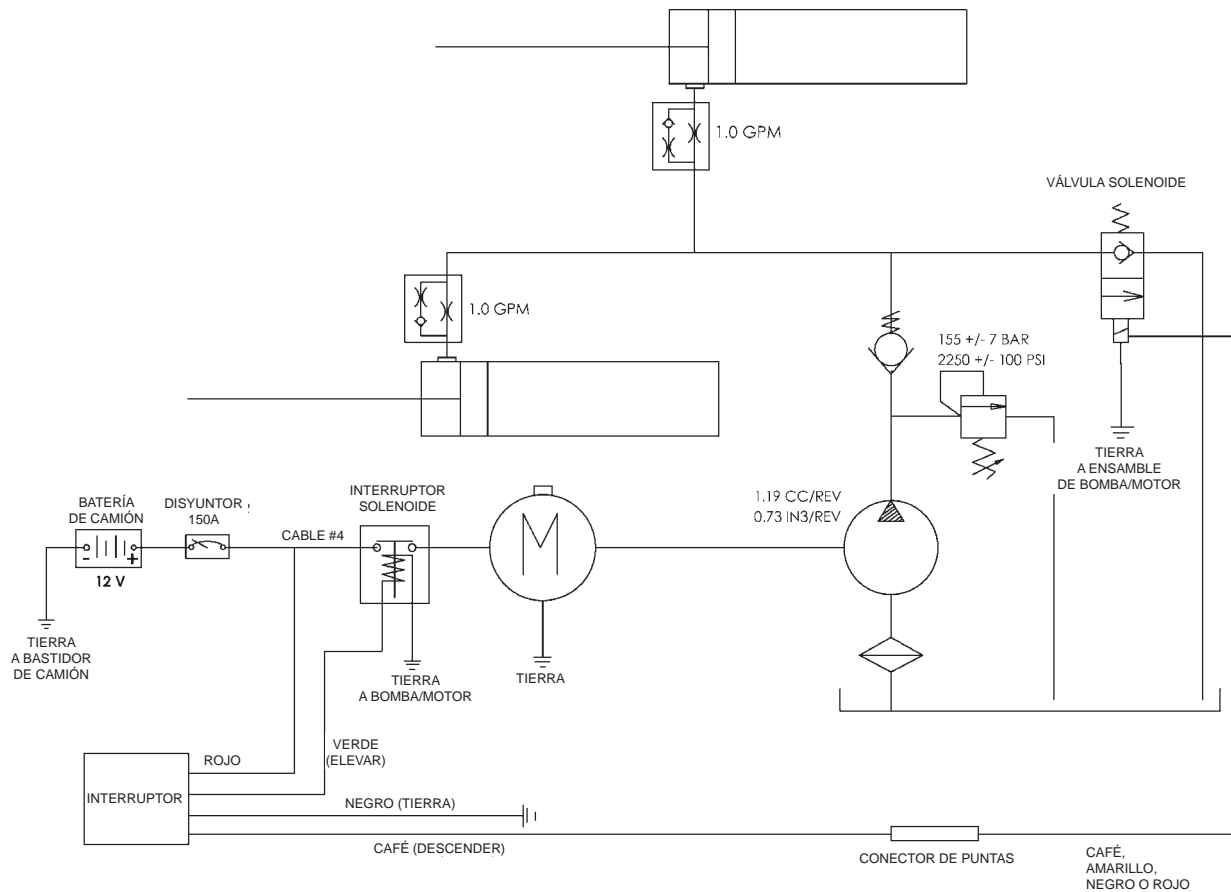 1.0 GPM
VÁLVULA SOLENOIDE
1.0 GPM
155 +/- 7 BAR
2250 +/- 100 PSI
TIERRA
A ENSAMBLE
DE BOMBA/MOTOR
BATERÍA
DE CAMIÓN
DISYUNTOR
150A
INTERRUPTOR
SOLENOIDE
1.19 CC/REV
0.73 IN3/REV
CABLE #4
- +
12 V
M
TIERRA
A BASTIDOR
DE CAMIÓN
TIERRA
A BOMBA/MOTOR
TIERRA
ROJO
VERDE
(ELEVAR)
INTERRUPTOR
NEGRO (TIERRA)
CAFÉ (DESCENDER)
CONECTOR DE PUNTAS
CAFÉ,
AMARILLO,
NEGRO O ROJO